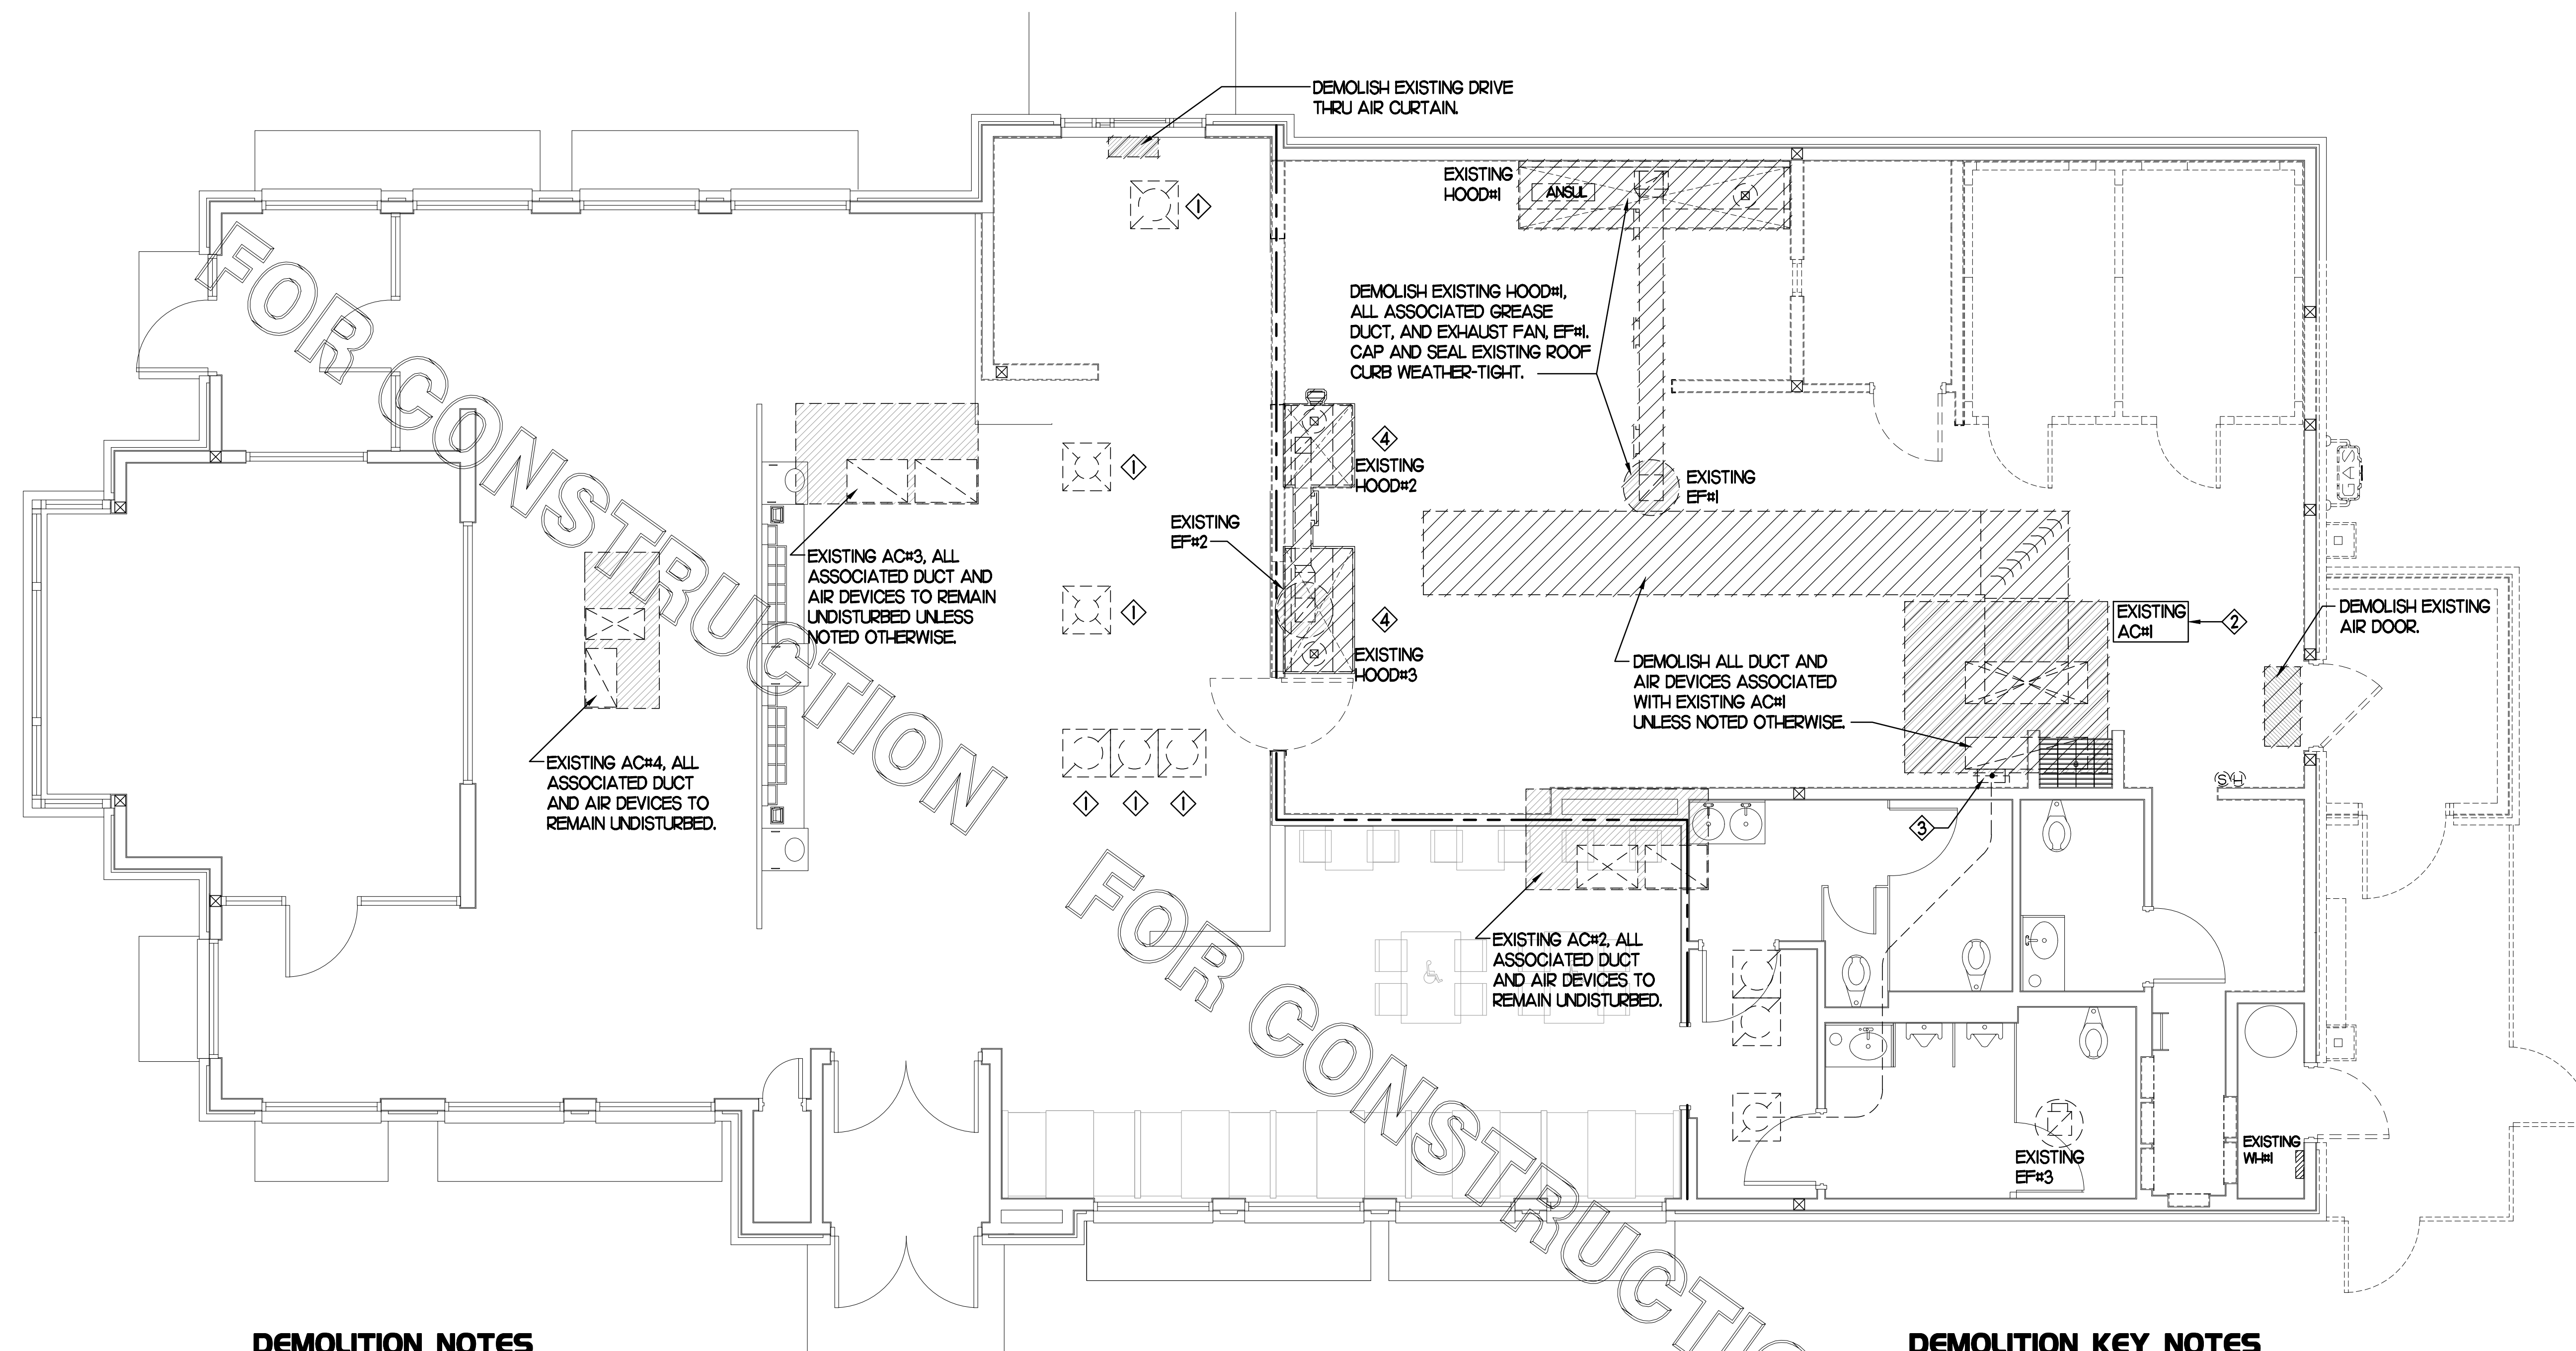 DEMOLISH EXISTING DRIVE
THRU AIR CURTAIN.
1
EXISTING
HOOD#1
ANSUL
DEMOLISH EXISTING HOOD#1,
ALL ASSOCIATED GREASE
DUCT, AND EXHAUST FAN, EF#1.
CAP AND SEAL EXISTING ROOF
CURB WEATHER-TIGHT.
FOR CONSTRUCTION
4
EXISTING
HOOD#2
1
EXISTING
EF#1
GAS
EXISTING
EF#2
EXISTING AC#3, ALL
ASSOCIATED DUCT AND
AIR DEVICES TO REMAIN
UNDISTURBED UNLESS
NOTED OTHERWISE.
1
4
EXISTING
HOOD#3
EXISTING
AC#1
2
DEMOLISH EXISTING
AIR DOOR.
DEMOLISH ALL DUCT AND
AIR DEVICES ASSOCIATED
WITH EXISTING AC#1
UNLESS NOTED OTHERWISE.
EXISTING AC#4, ALL
ASSOCIATED DUCT
AND AIR DEVICES TO
REMAIN UNDISTURBED.
S H
1 1 1
3
FOR CONSTRUCTIO
EXISTING AC#2, ALL
ASSOCIATED DUCT
AND AIR DEVICES TO
REMAIN UNDISTURBED.
EXISTING
EF#3
EXISTING
WH#1
DEMOLITION NOTES
DEMOLITION KEY NOTES